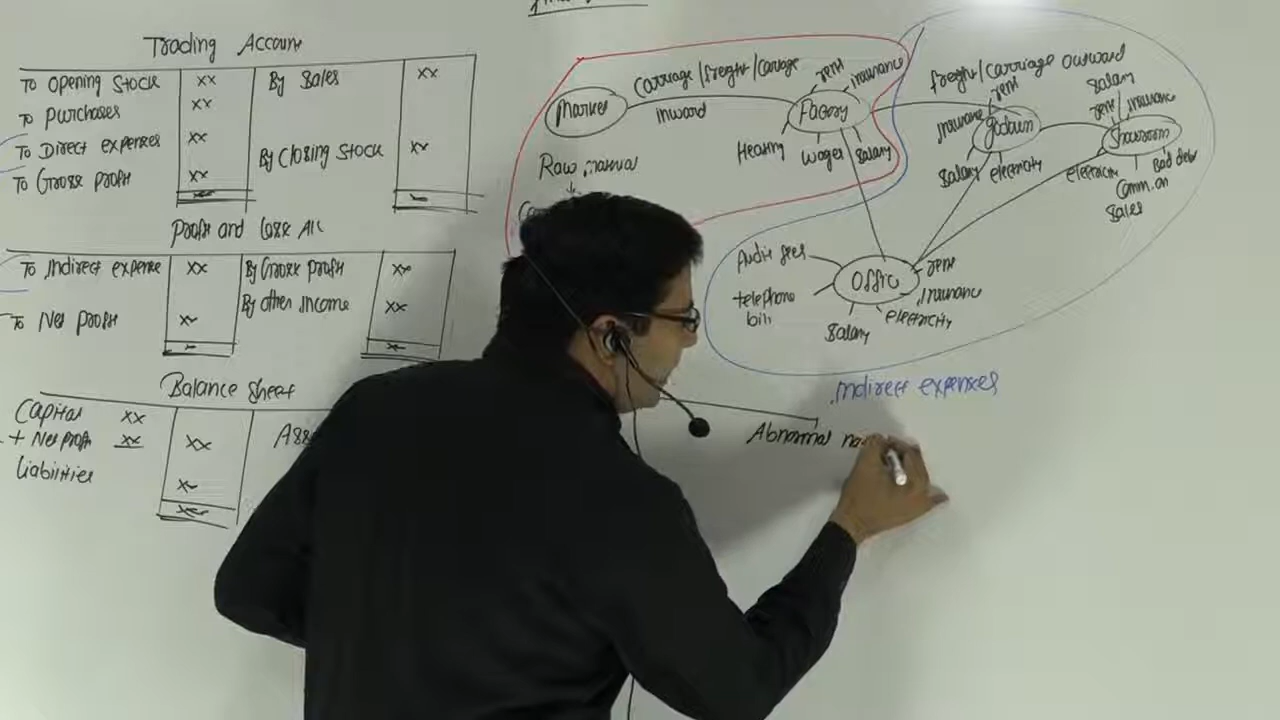 Trading Account
To Opening Stock xx By Sales xx
To Purchases xx
To Direct expenses xx By Closing Stock xx
To Gross profit xx
Profit and Loss A/C
To Indirect expense xx By Gross Profit xx
By other Income xx
To Net profit
Balance Sheet
Capital xx
+ Net profit xx xx
Liabilities
Market
Carriage/freight/cartage
inward
Factory
rent
insurance
Heating
wages
Salary
Raw material
freight/carriage outward
godown
rent
insurance
Salary
electricity
Showroom
Salary
rent
insurance
electricity
Bad debt
Comm. on
Sales
Office
Audit fees
telephone
bill
Salary
electricity
insurance
rent
Indirect expenses
Abnormal